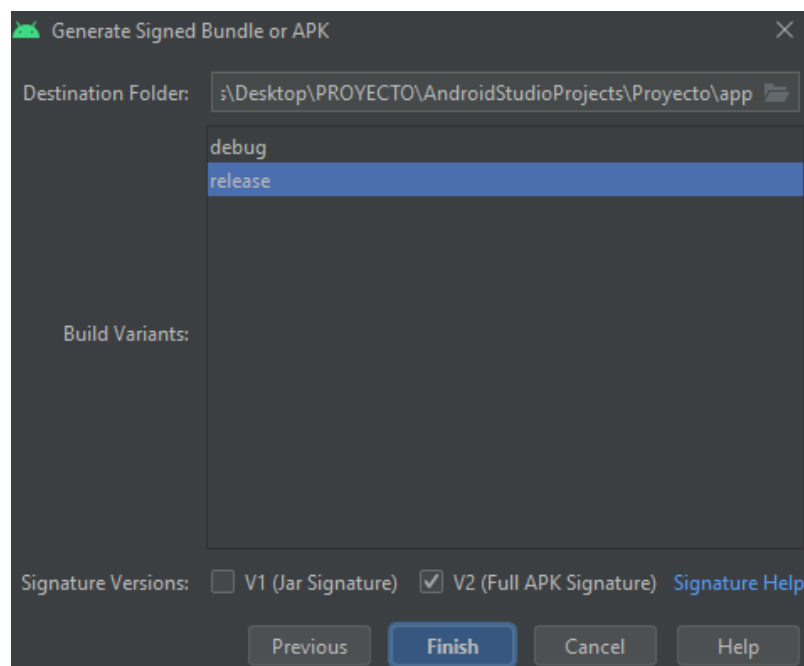 Generate Signed Bundle or APK
Destination Folder: s\Desktop\PROYECTO\AndroidStudioProjects\Proyecto\app
debug
release
Build Variants:
Signature Versions: V1 (Jar Signature) V2 (Full APK Signature) Signature Help
Previous Finish Cancel Help